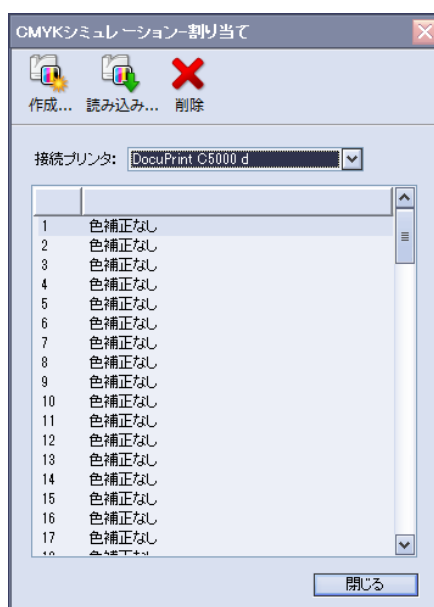 CMYKシミュレーション-割り当て
作成... 読み込み... 削除
接続プリンタ: DocuPrint C5000 d
1 色補正なし
2 色補正なし
3 色補正なし
4 色補正なし
5 色補正なし
6 色補正なし
7 色補正なし
8 色補正なし
9 色補正なし
10 色補正なし
11 色補正なし
12 色補正なし
13 色補正なし
14 色補正なし
15 色補正なし
16 色補正なし
17 色補正なし
閉じる